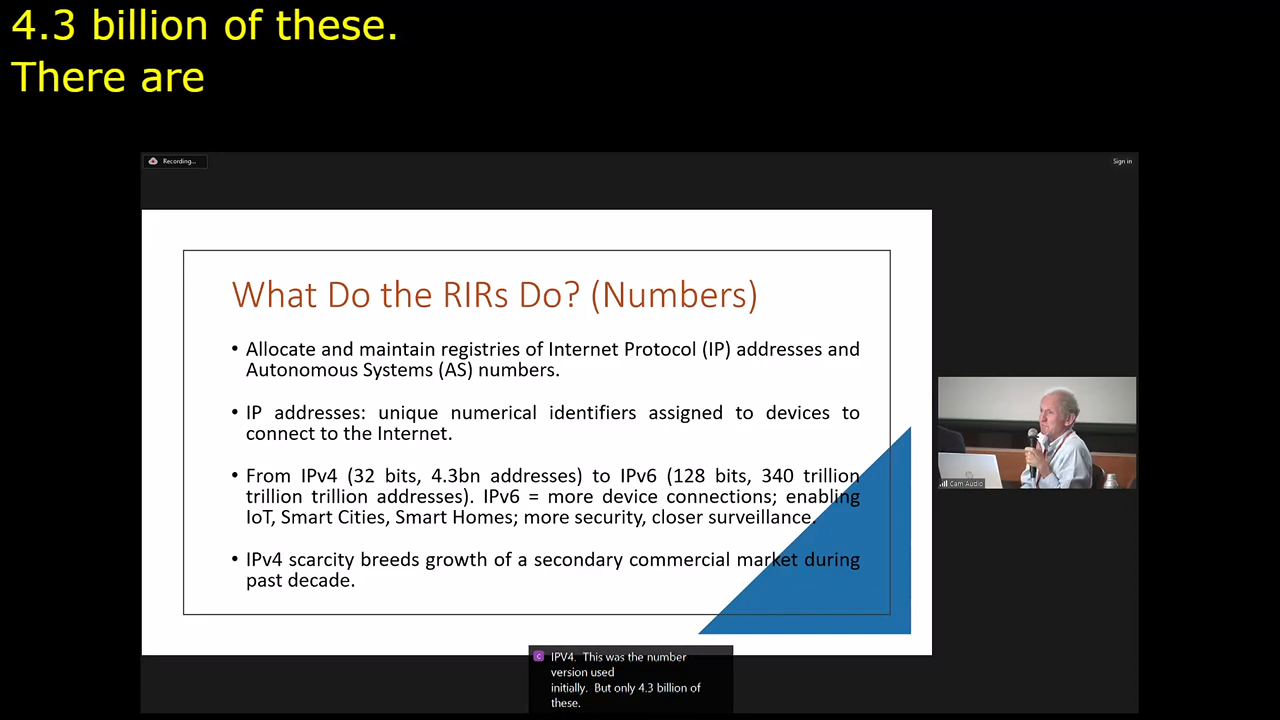 4.3 billion of these.
There are
Recording...
Sign in
What Do the RIRs Do? (Numbers)
• Allocate and maintain registries of Internet Protocol (IP) addresses and
Autonomous Systems (AS) numbers.
• IP addresses: unique numerical identifiers assigned to devices to
connect to the Internet.
• From IPv4 (32 bits, 4.3bn addresses) to IPv6 (128 bits, 340 trillion
trillion trillion addresses). IPv6 = more device connections; enabling
IoT, Smart Cities, Smart Homes; more security, closer surveillance.
• IPv4 scarcity breeds growth of a secondary commercial market during
past decade.
Cam Audio
C
IPV4. This was the number
version used
initially. But only 4.3 billion of
these.